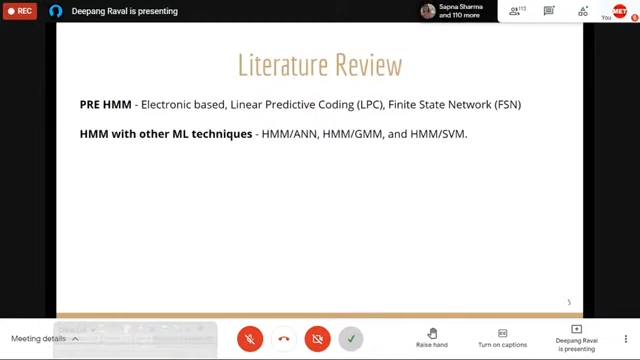 REC
Deepang Raval is presenting
Sapna Sharma
and 110 more
113
You
MET
Literature Review
PRE HMM - Electronic based, Linear Predictive Coding (LPC), Finite State Network (FSN)
HMM with other ML techniques - HMM/ANN, HMM/GMM, and HMM/SVM.
Meeting details
Raise hand
Turn on captions
Deepang Raval
is presenting